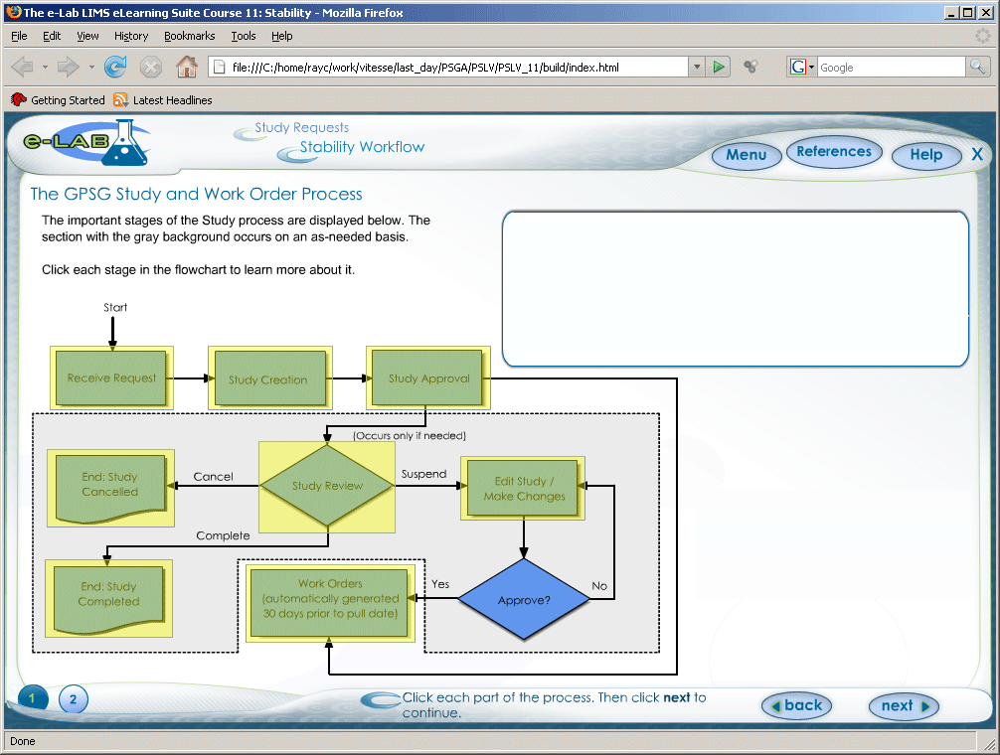 The e-Lab LIMS eLearning Suite Course 11: Stability - Mozilla Firefox
File Edit View History Bookmarks Tools Help
file:///C:/home/rayc/work/vitesse/last_day/PSGA/PSLV/PSLV_11/build/index.html
G Google
Getting Started Latest Headlines
e-LAB
Study Requests
Stability Workflow
Menu References Help X
The GPSG Study and Work Order Process
The important stages of the Study process are displayed below. The
section with the gray background occurs on an as-needed basis.
Click each stage in the flowchart to learn more about it.
Start
Receive Request
Study Creation
Study Approval
(Occurs only if needed)
End: Study
Cancelled
Cancel
Study Review
Suspend
Edit Study /
Make Changes
Complete
End: Study
Completed
Work Orders
(automatically generated
30 days prior to pull date)
Yes
Approve?
No
1 2
Click each part of the process. Then click next to
continue.
back next
Done